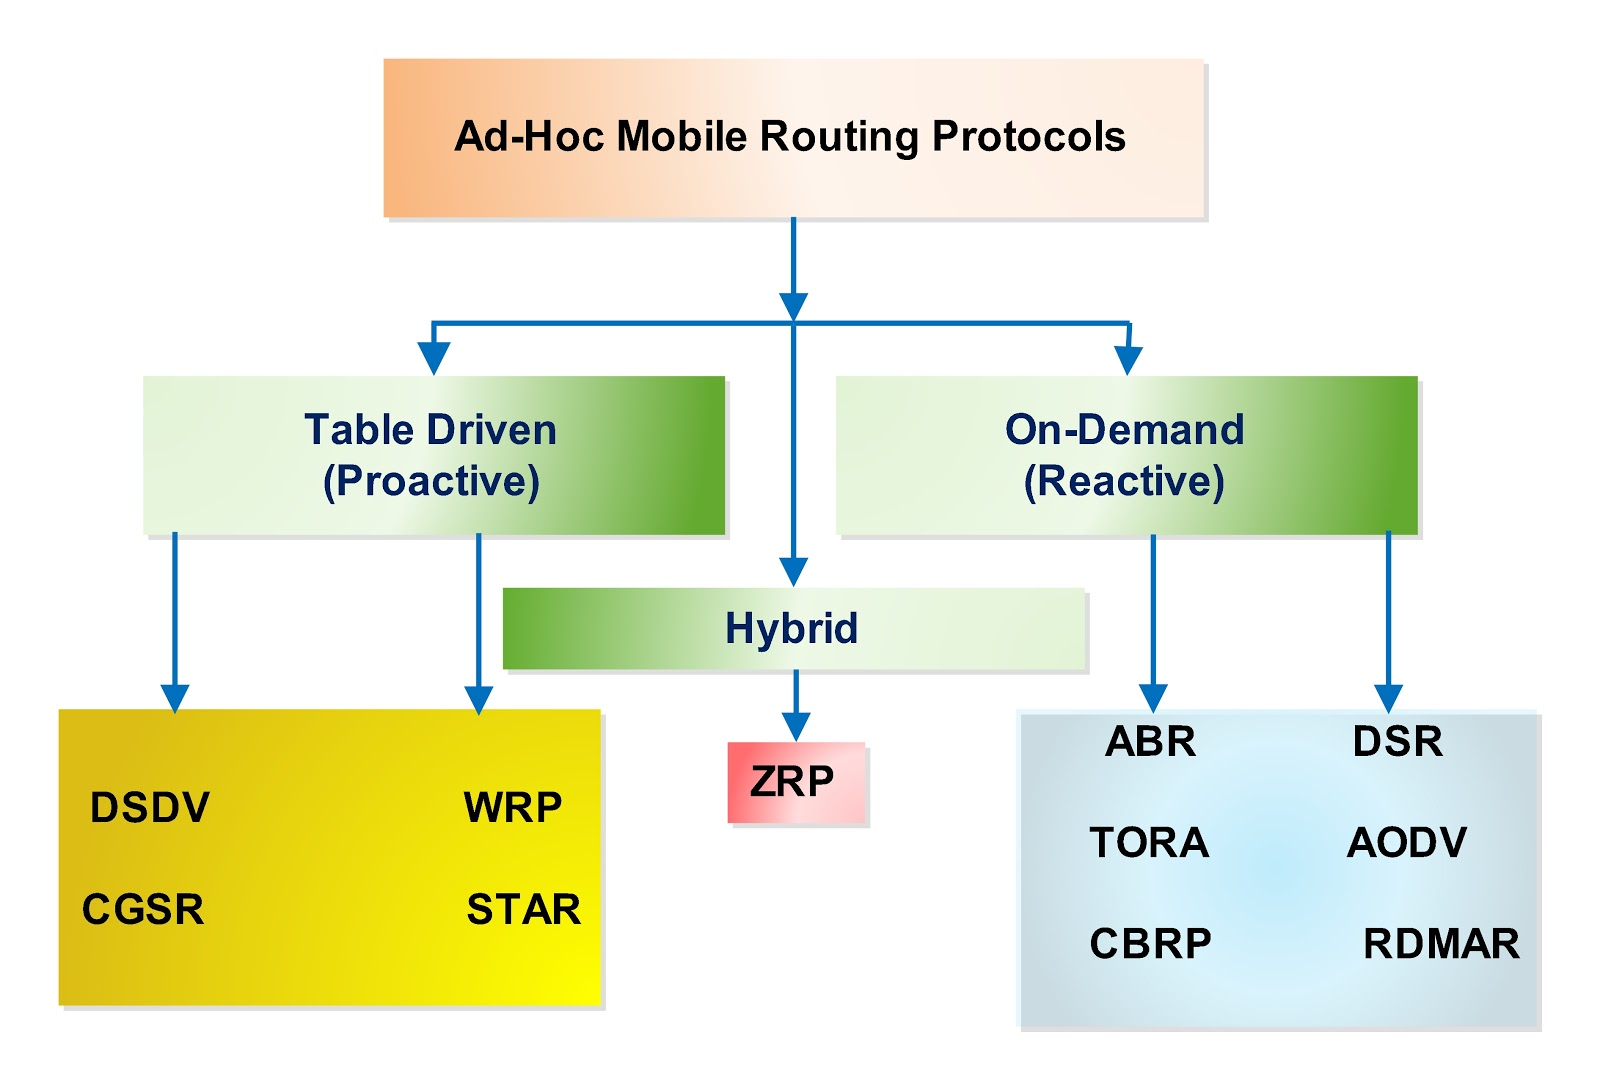 Ad-Hoc Mobile Routing Protocols
Table Driven
(Proactive)
On-Demand
(Reactive)
Hybrid
ZRP
DSDV WRP
CGSR STAR
ABR DSR
TORA AODV
CBRP RDMAR